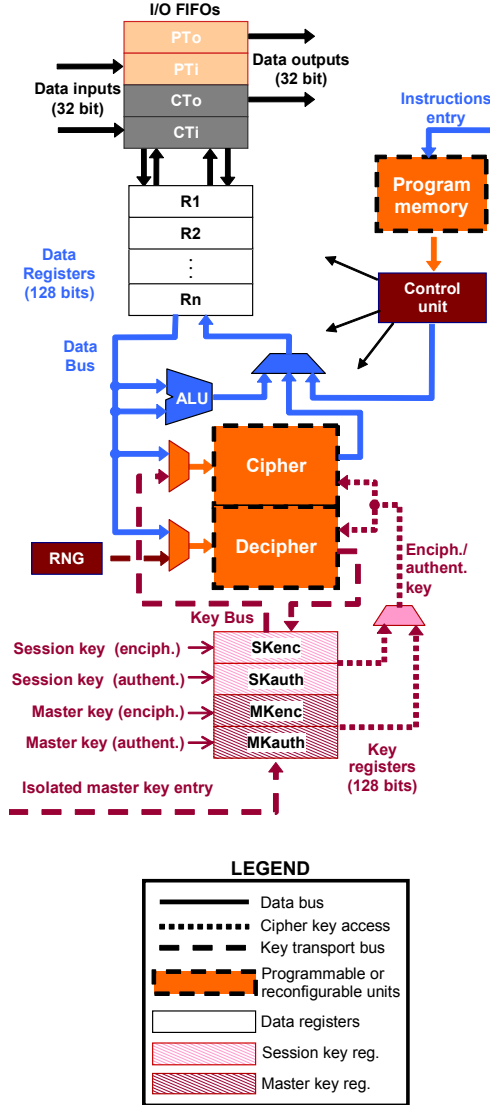 I/O FIFOs
PTo
PTi
CTo
CTi
Data inputs
(32 bit)
Data outputs
(32 bit)
Instructions
entry
Program
memory
Control
unit
R1
R2
⋮
Rn
Data
Registers
(128 bits)
Data
Bus
ALU
Cipher
Decipher
RNG
Enciph./
authent.
key
Key Bus
Session key (enciph.)
SKenc
Session key (authent.)
SKauth
Master key (enciph.)
MKenc
Master key (authent.)
MKauth
Key
registers
(128 bits)
Isolated master key entry
LEGEND
Data bus
Cipher key access
Key transport bus
Programmable or
reconfigurable units
Data registers
Session key reg.
Master key reg.